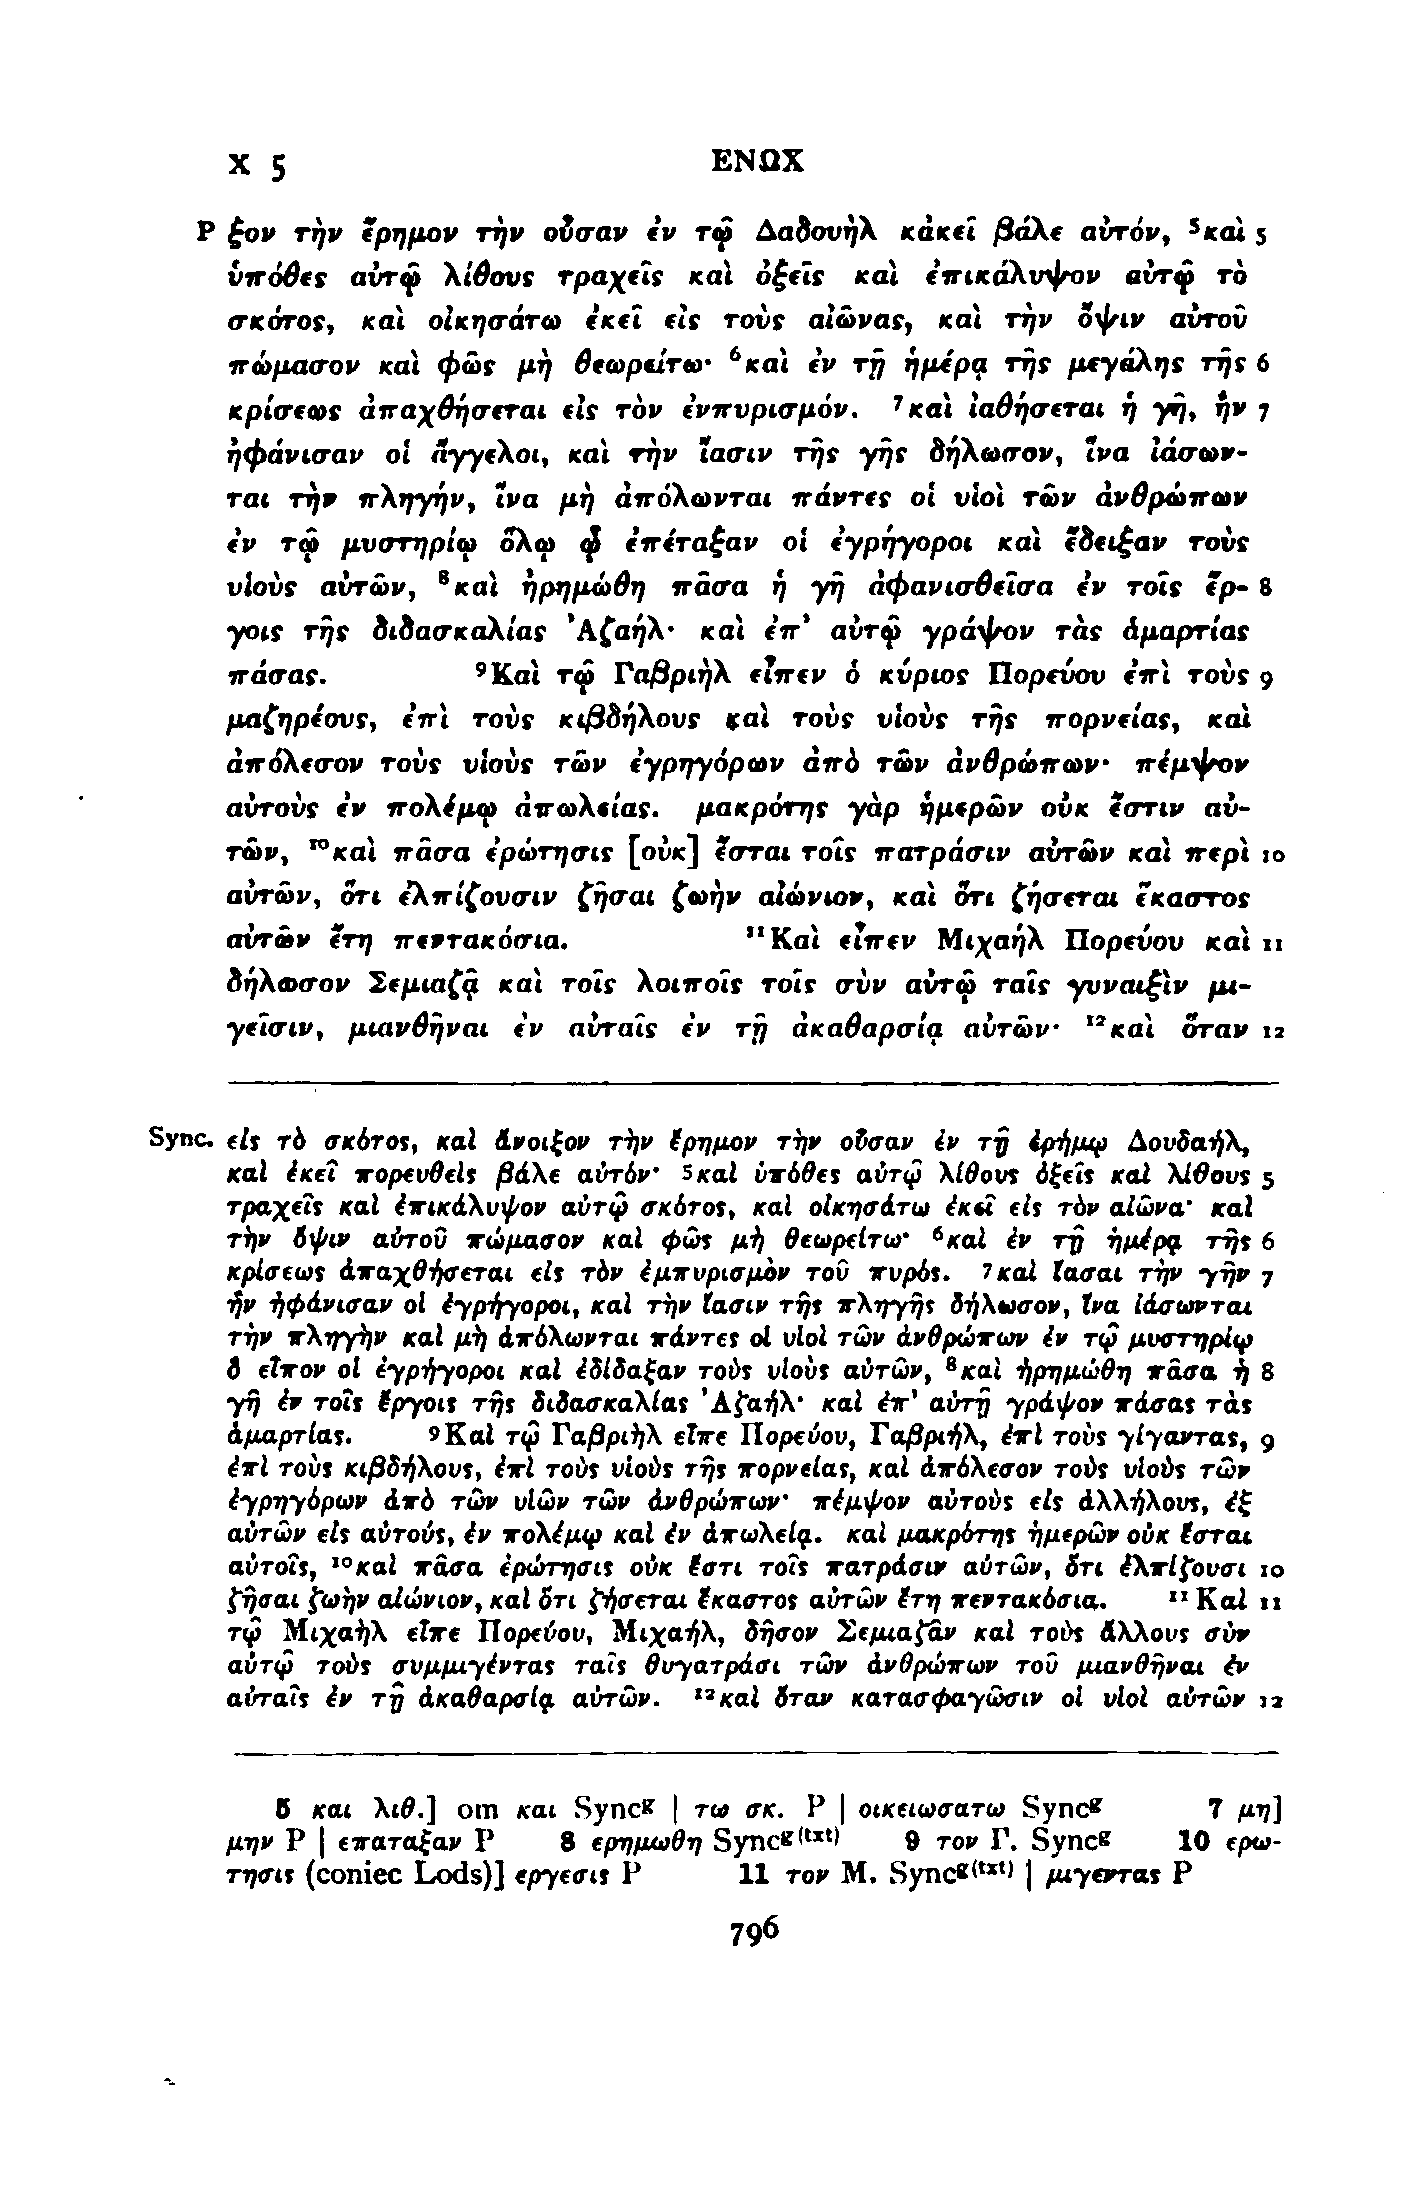 X 5 ΕΝΩΧ
P ξον τὴν ἔρημον τὴν οὖσαν ἐν τῷ Δαδουὴλ κἀκεῖ βάλε αὐτόν, ⁵καὶ 5
ὑπόθες αὐτῷ λίθους τραχεῖς καὶ ὀξεῖς καὶ ἐπικάλυψον αὐτῷ τὸ
σκότος, καὶ οἰκησάτω ἐκεῖ εἰς τοὺς αἰῶνας, καὶ τὴν ὄψιν αὐτοῦ
πώμασον καὶ φῶς μὴ θεωρείτω· ⁶καὶ ἐν τῇ ἡμέρᾳ τῆς μεγάλης τῆς 6
κρίσεως ἀπαχθήσεται εἰς τὸν ἐνπυρισμόν. ⁷καὶ ἰαθήσεται ἡ γῆ, ἣν 7
ἠφάνισαν οἱ ἄγγελοι, καὶ τὴν ἴασιν τῆς γῆς δήλωσον, ἵνα ἰάσων-
ται τὴν πληγήν, ἵνα μὴ ἀπόλωνται πάντες οἱ υἱοὶ τῶν ἀνθρώπων
ἐν τῷ μυστηρίῳ ὅλῳ ᾧ ἐπέταξαν οἱ ἐγρήγοροι καὶ ἔδειξαν τοὺς
υἱοὺς αὐτῶν, ⁸καὶ ἠρημώθη πᾶσα ἡ γῆ ἀφανισθεῖσα ἐν τοῖς ἔρ- 8
γοις τῆς διδασκαλίας Ἀζαήλ· καὶ ἐπ’ αὐτῷ γράψον τὰς ἁμαρτίας
πάσας. ⁹Καὶ τῷ Γαβριὴλ εἶπεν ὁ κύριος Πορεύου ἐπὶ τοὺς 9
μαζηρέους, ἐπὶ τοὺς κιβδήλους καὶ τοὺς υἱοὺς τῆς πορνείας, καὶ
ἀπόλεσον τοὺς υἱοὺς τῶν ἐγρηγόρων ἀπὸ τῶν ἀνθρώπων· πέμψον
αὐτοὺς ἐν πολέμῳ ἀπωλείας. μακρότης γὰρ ἡμερῶν οὐκ ἔστιν αὐ-
τῶν, ¹⁰καὶ πᾶσα ἐρώτησις [οὐκ] ἔσται τοῖς πατράσιν αὐτῶν καὶ περὶ 10
αὐτῶν, ὅτι ἐλπίζουσιν ζῆσαι ζωὴν αἰώνιον, καὶ ὅτι ζήσεται ἕκαστος
αὐτῶν ἔτη πεντακόσια. ¹¹Καὶ εἶπεν Μιχαήλ Πορεύου καὶ 11
δήλωσον Σεμιαζᾷ καὶ τοῖς λοιποῖς τοῖς σὺν αὐτῷ ταῖς γυναιξὶν μι-
γεῖσιν, μιανθῆναι ἐν αὐταῖς ἐν τῇ ἀκαθαρσίᾳ αὐτῶν· ¹²καὶ ὅταν 12
Sync. εἰς τὸ σκότος, καὶ ἄνοιξον τὴν ἔρημον τὴν οὖσαν ἐν τῇ ἐρήμῳ Δουδαήλ,
καὶ ἐκεῖ πορευθεὶς βάλε αὐτόν· ⁵καὶ ὑπόθες αὐτῷ λίθους ὀξεῖς καὶ λίθους 5
τραχεῖς καὶ ἐπικάλυψον αὐτῷ σκότος, καὶ οἰκησάτω ἐκεῖ εἰς τὸν αἰῶνα· καὶ
τὴν ὄψιν αὐτοῦ πώμασον καὶ φῶς μὴ θεωρείτω· ⁶καὶ ἐν τῇ ἡμέρᾳ τῆς 6
κρίσεως ἀπαχθήσεται εἰς τὸν ἐμπυρισμὸν τοῦ πυρός. ⁷καὶ ἴασαι τὴν γῆν 7
ἣν ἠφάνισαν οἱ ἐγρήγοροι, καὶ τὴν ἴασιν τῆς πληγῆς δήλωσον, ἵνα ἰάσωνται
τὴν πληγὴν καὶ μὴ ἀπόλωνται πάντες οἱ υἱοὶ τῶν ἀνθρώπων ἐν τῷ μυστηρίῳ
ὃ εἶπον οἱ ἐγρήγοροι καὶ ἐδίδαξαν τοὺς υἱοὺς αὐτῶν, ⁸καὶ ἠρημώθη πᾶσα ἡ 8
γῆ ἐν τοῖς ἔργοις τῆς διδασκαλίας Ἀζαήλ· καὶ ἐπ’ αὐτῇ γράψον πάσας τὰς
ἁμαρτίας. ⁹Καὶ τῷ Γαβριὴλ εἶπε Πορεύου, Γαβριήλ, ἐπὶ τοὺς γίγαντας, 9
ἐπὶ τοὺς κιβδήλους, ἐπὶ τοὺς υἱοὺς τῆς πορνείας, καὶ ἀπόλεσον τοὺς υἱοὺς τῶν
ἐγρηγόρων ἀπὸ τῶν υἱῶν τῶν ἀνθρώπων· πέμψον αὐτοὺς εἰς ἀλλήλους, ἐξ
αὐτῶν εἰς αὐτούς, ἐν πολέμῳ καὶ ἐν ἀπωλείᾳ. καὶ μακρότης ἡμερῶν οὐκ ἔσται
αὐτοῖς, ¹⁰καὶ πᾶσα ἐρώτησις οὐκ ἔστι τοῖς πατράσιν αὐτῶν, ὅτι ἐλπίζουσι 10
ζῆσαι ζωὴν αἰώνιον, καὶ ὅτι ζήσεται ἕκαστος αὐτῶν ἔτη πεντακόσια. ¹¹Καὶ 11
τῷ Μιχαὴλ εἶπε Πορεύου, Μιχαήλ, δῆσον Σεμιαζᾶν καὶ τοὺς ἄλλους σὺν
αὐτῷ τοὺς συμμιγέντας ταῖς θυγατράσι τῶν ἀνθρώπων τοῦ μιανθῆναι ἐν
αὐταῖς ἐν τῇ ἀκαθαρσίᾳ αὐτῶν. ¹²καὶ ὅταν κατασφαγῶσιν οἱ υἱοὶ αὐτῶν 12
5 και λιθ.] om και Syncᵍ | τω σκ. P | οικειωσατω Syncᵍ 7 μη]
μην P | επαταξαν P 8 ερημωθη Syncᵍ⁽ᵗˣᵗ⁾ 9 τον Γ. Syncᵍ 10 ερω-
τησις (coniec Lods)] εργεσις P 11 τον Μ. Syncᵍ⁽ᵗˣᵗ⁾ | μιγεντας P
796